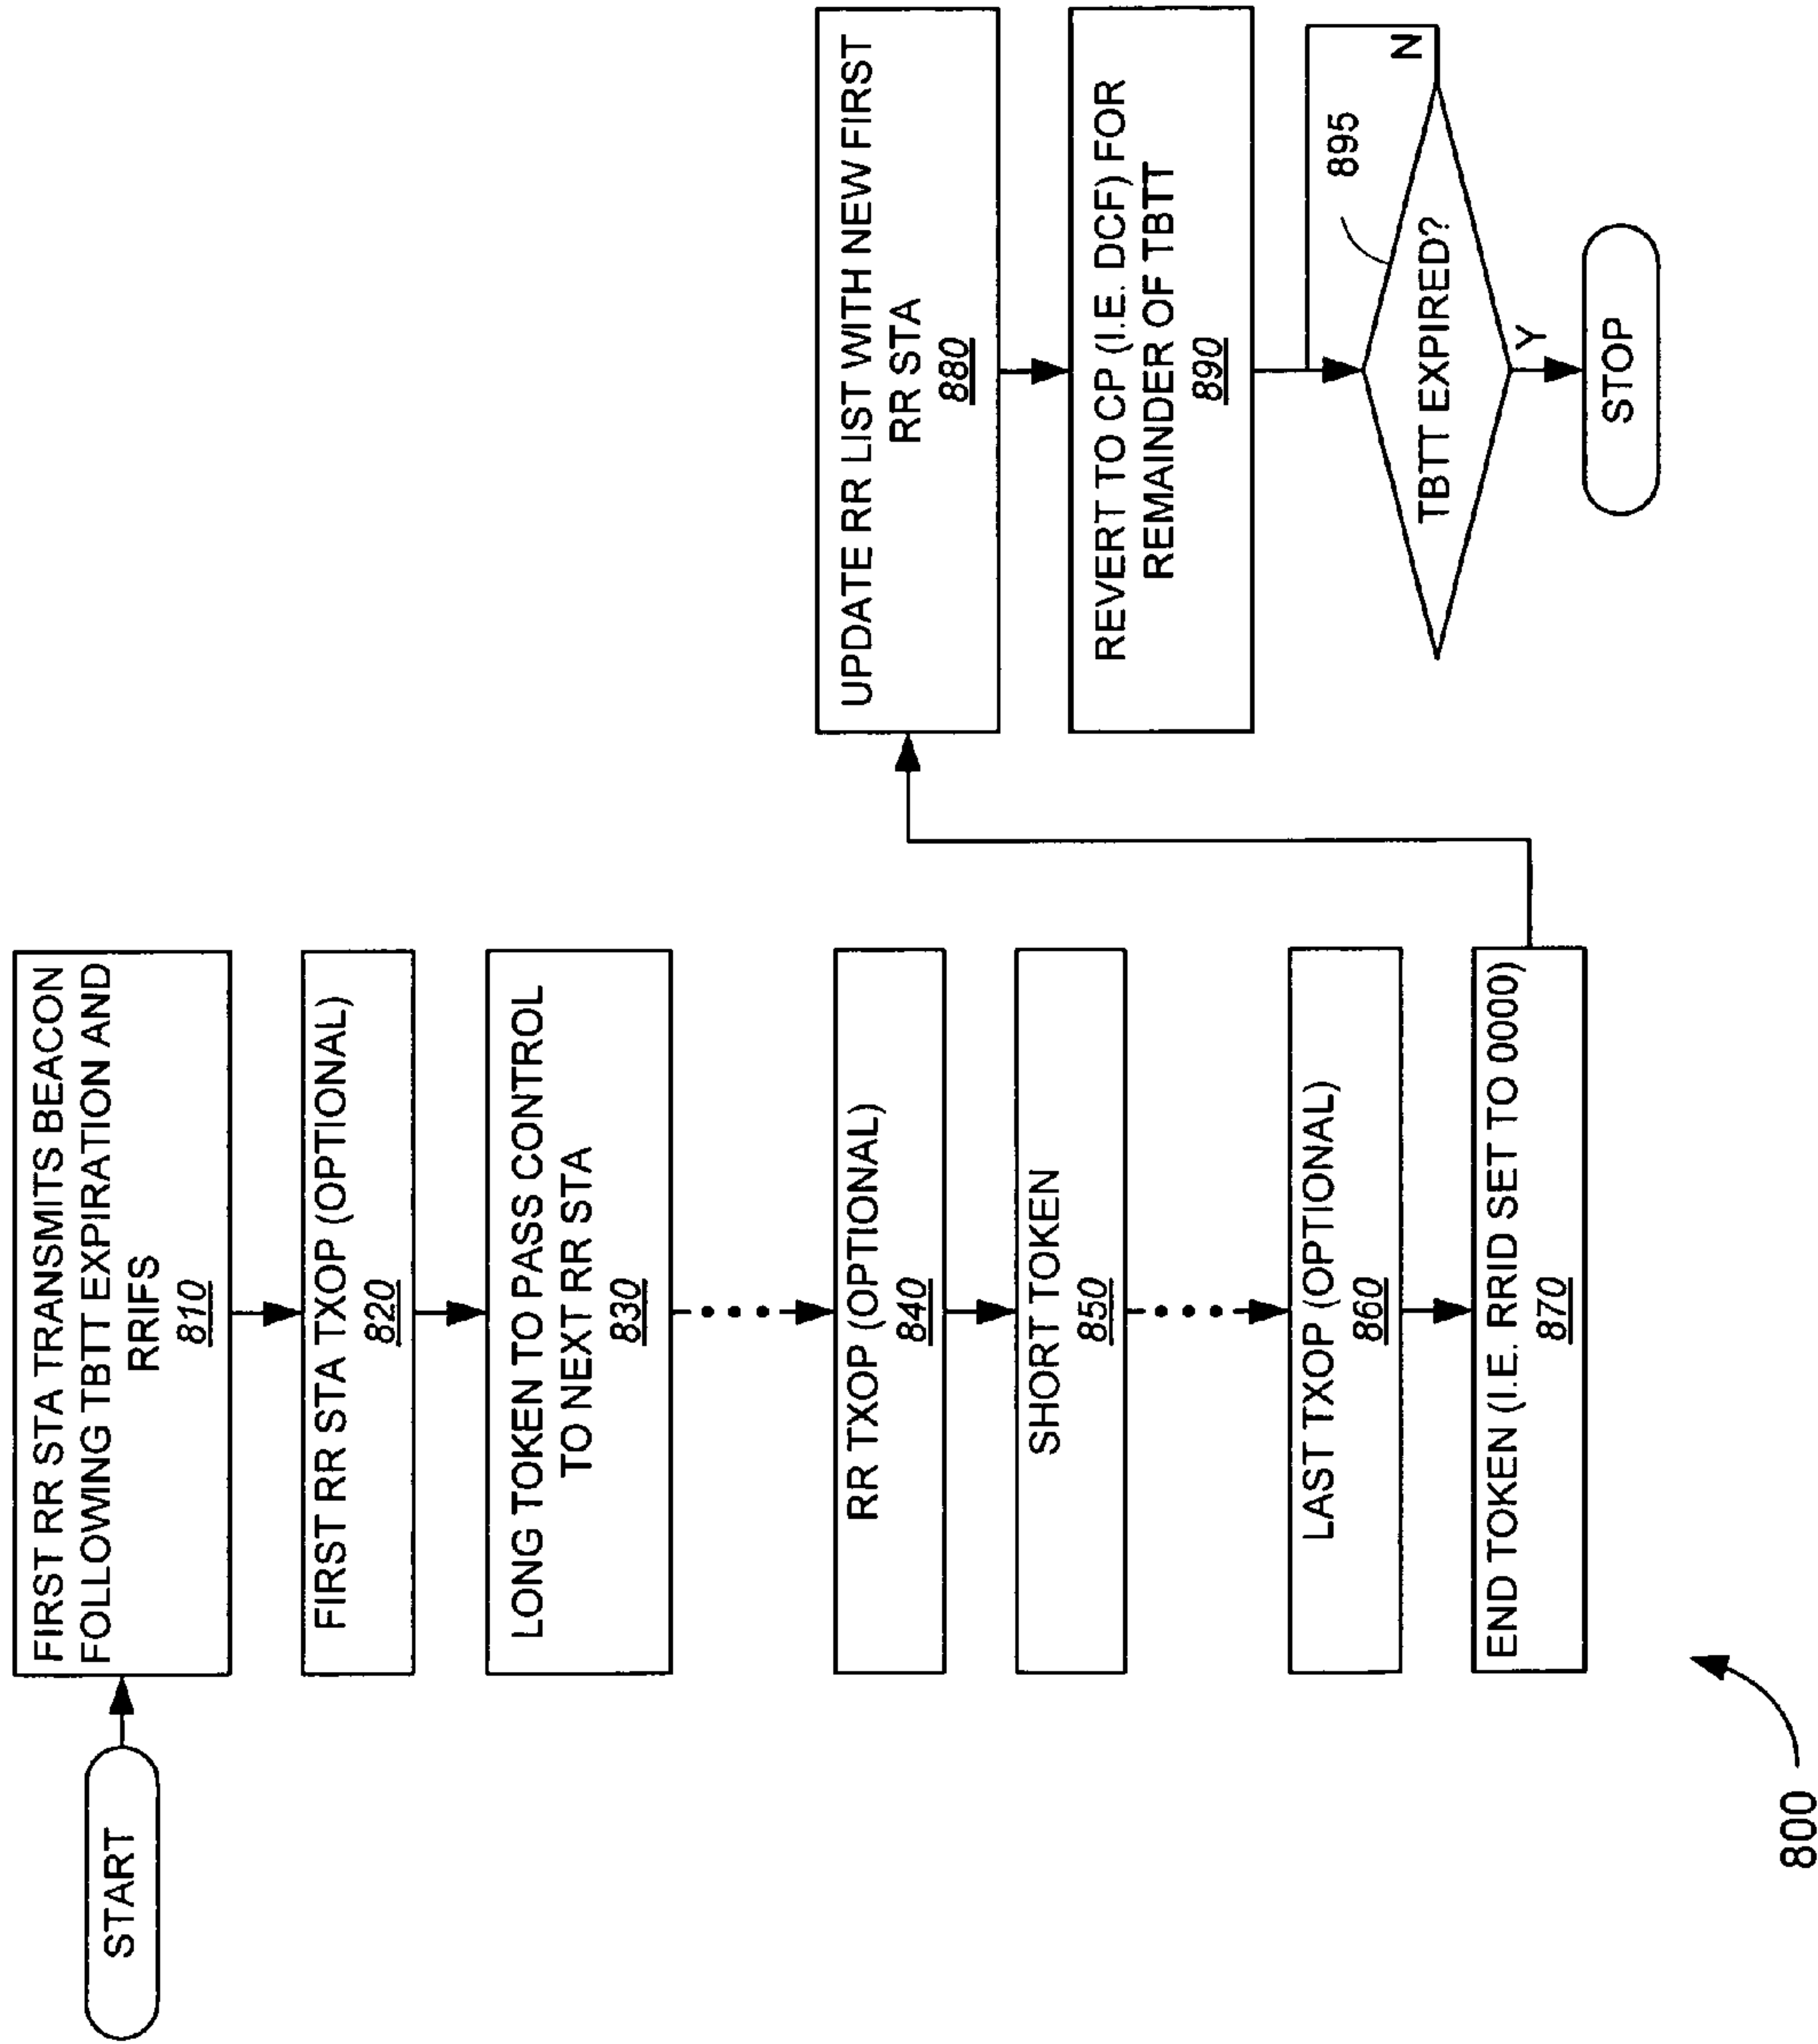 START
FIRST RR STA TRANSMITS BEACON
FOLLOWING TBTT EXPIRATION AND
RRIFS
810
FIRST RR STA TXOP (OPTIONAL)
820
LONG TOKEN TO PASS CONTROL
TO NEXT RR STA
830
RR TXOP (OPTIONAL)
840
SHORT TOKEN
850
LAST TXOP (OPTIONAL)
860
END TOKEN (I.E. RRID SET TO 0000)
870
UPDATE RR LIST WITH NEW FIRST
RR STA
880
REVERT TO CP (I.E. DCF) FOR
REMAINDER OF TBTT
890
895
TBTT EXPIRED?
N
Y
STOP
800